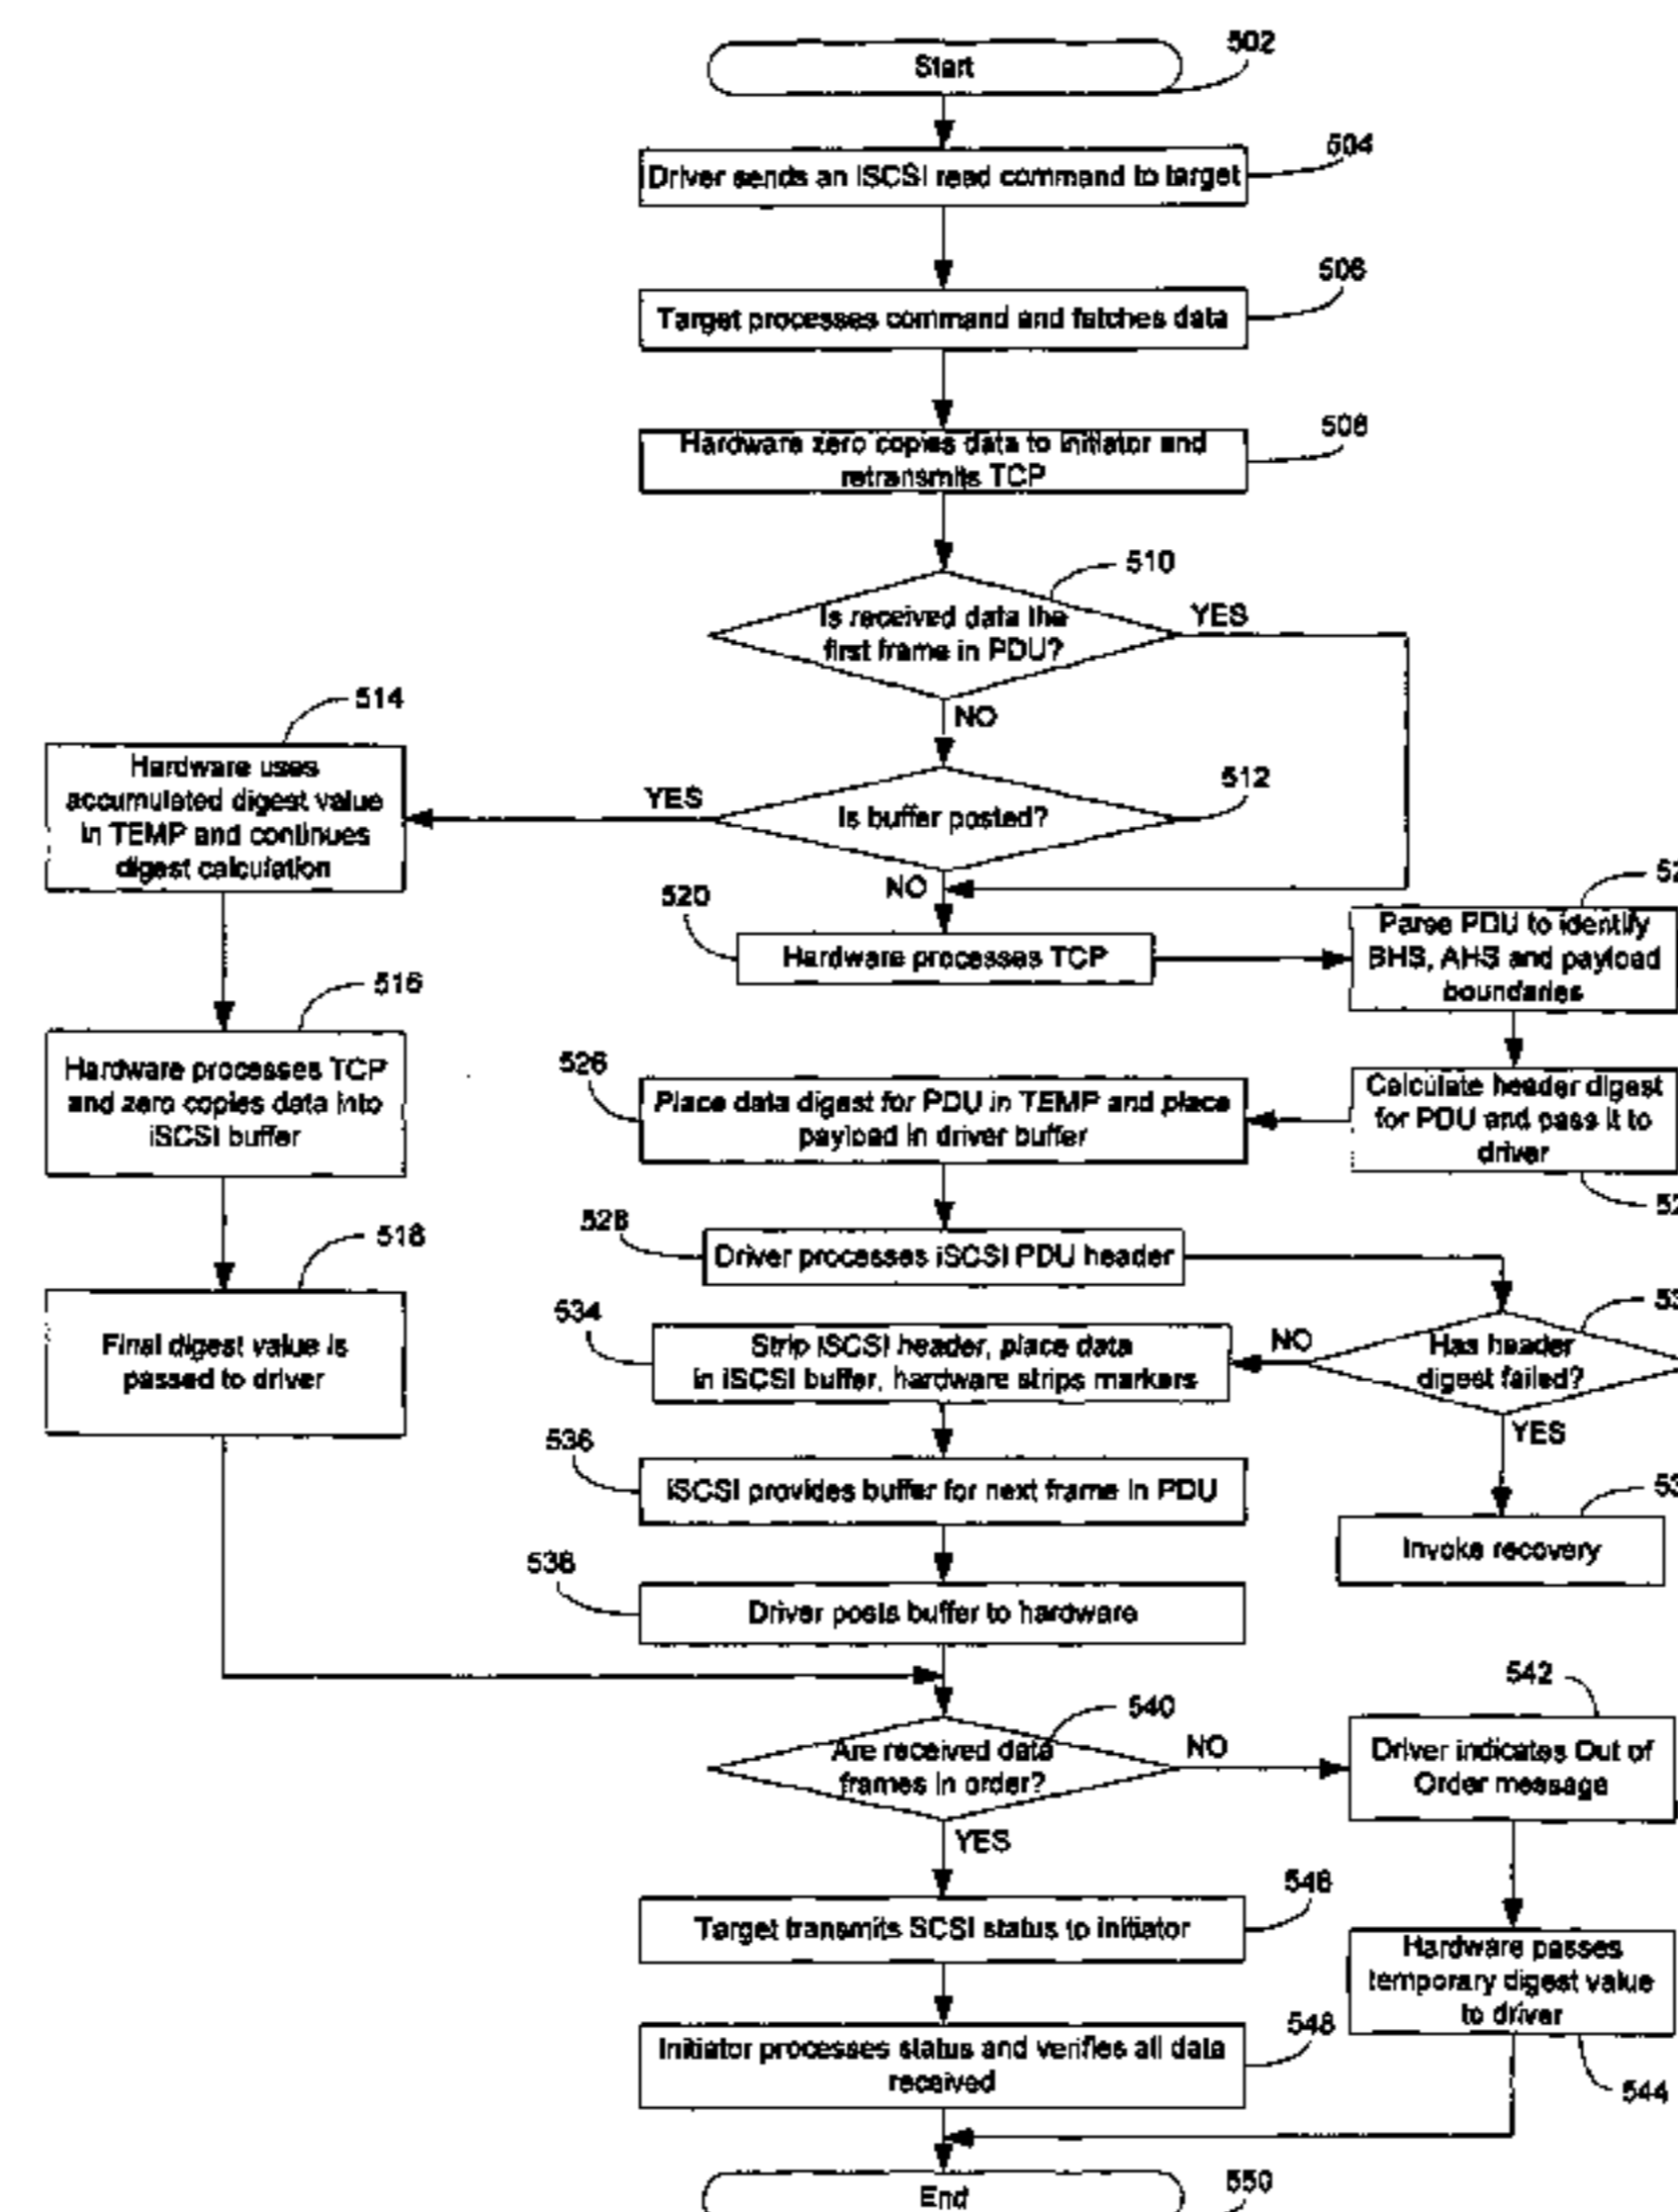 502
Start
504
Driver sends an iSCSI read command to target
506
Target processes command and fetches data
508
Hardware zero copies data to initiator and
retransmits TCP
510
Is received data the
first frame in PDU?
YES
NO
514
Hardware uses
accumulated digest value
in TEMP and continues
digest calculation
YES
512
Is buffer posted?
NO
520
Hardware processes TCP
Parse PDU to identify
BHS, AHS and payload
boundaries
516
Hardware processes TCP
and zero copies data into
iSCSI buffer
526
Place data digest for PDU in TEMP and place
payload in driver buffer
Calculate header digest
for PDU and pass it to
driver
518
Final digest value is
passed to driver
528
Driver processes iSCSI PDU header
534
Strip iSCSI header, place data
in iSCSI buffer, hardware strips markers
NO
Has header
digest failed?
YES
536
iSCSI provides buffer for next frame in PDU
Invoke recovery
538
Driver posts buffer to hardware
540
Are received data
frames in order?
NO
542
Driver indicates Out of
Order message
YES
546
Target transmits SCSI status to initiator
Hardware passes
temporary digest value
to driver
544
548
Initiator processes status and verifies all data
received
End
550